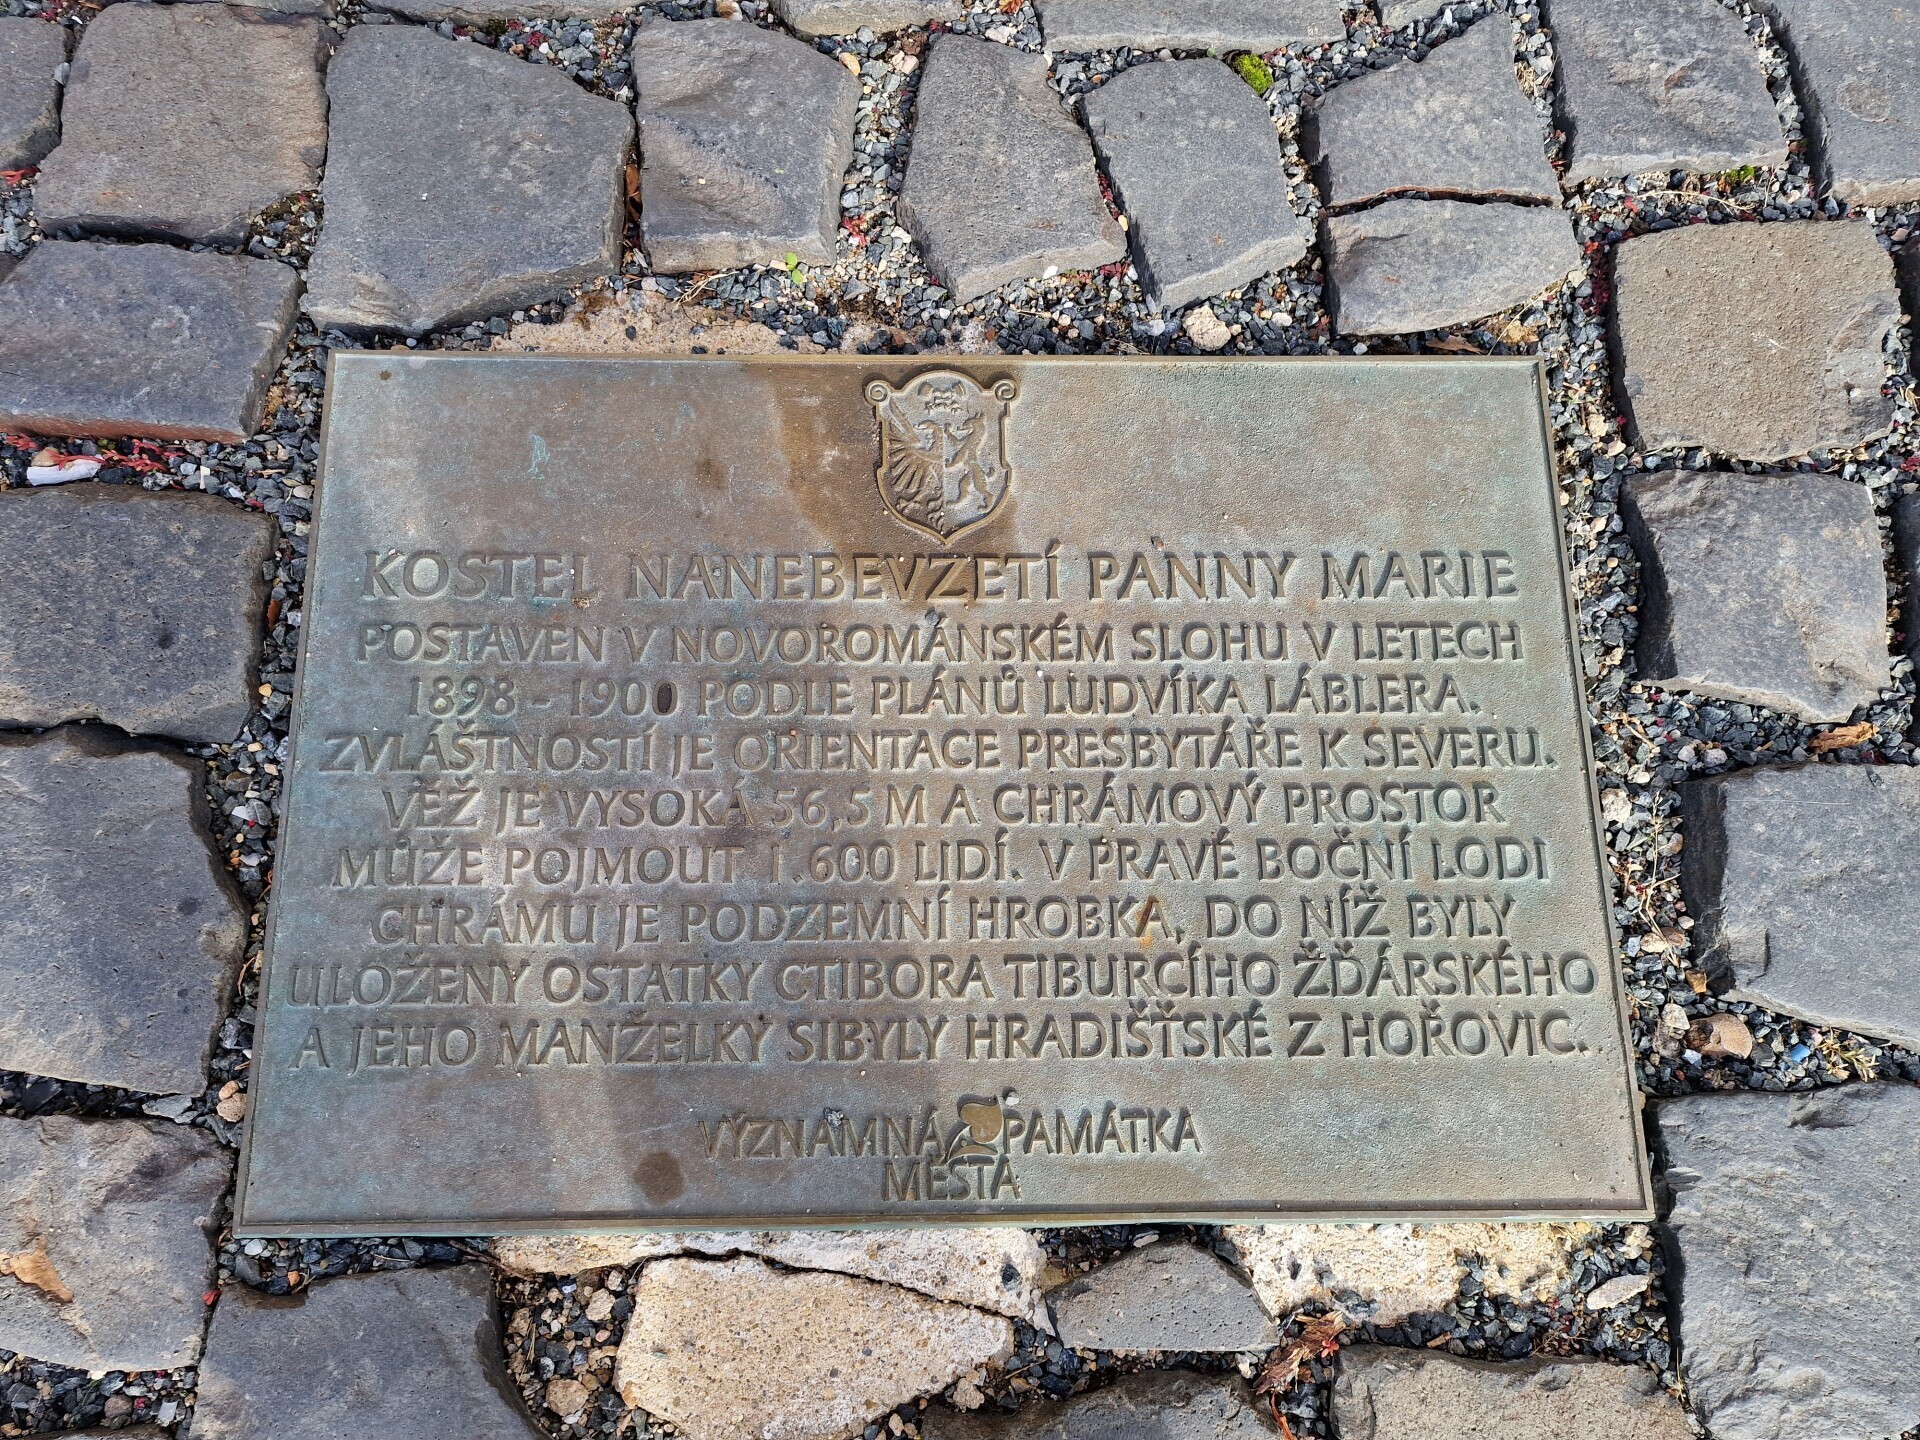 KOSTEL NANEBEVZETÍ PANNY MARIE
POSTAVEN V NOVOROMÁNSKÉM SLOHU V LETECH
1898 - 1900 PODLE PLÁNŮ LUDVÍKA LÁBLERA.
ZVLÁŠTNOSTÍ JE ORIENTACE PRESBYTÁŘE K SEVERU.
VĚŽ JE VYSOKÁ 56,5 M A CHRÁMOVÝ PROSTOR
MŮŽE POJMOUT 1.600 LIDÍ. V PRAVÉ BOČNÍ LODI
CHRÁMU JE PODZEMNÍ HROBKA, DO NÍŽ BYLY
ULOŽENY OSTATKY CTIBORA TIBURCÍHO ŽĎÁRSKÉHO
A JEHO MANŽELKY SIBYLY HRADIŠŤSKÉ Z HOŘOVIC.
VÝZNAMNÁ PAMÁTKA
MĚSTA